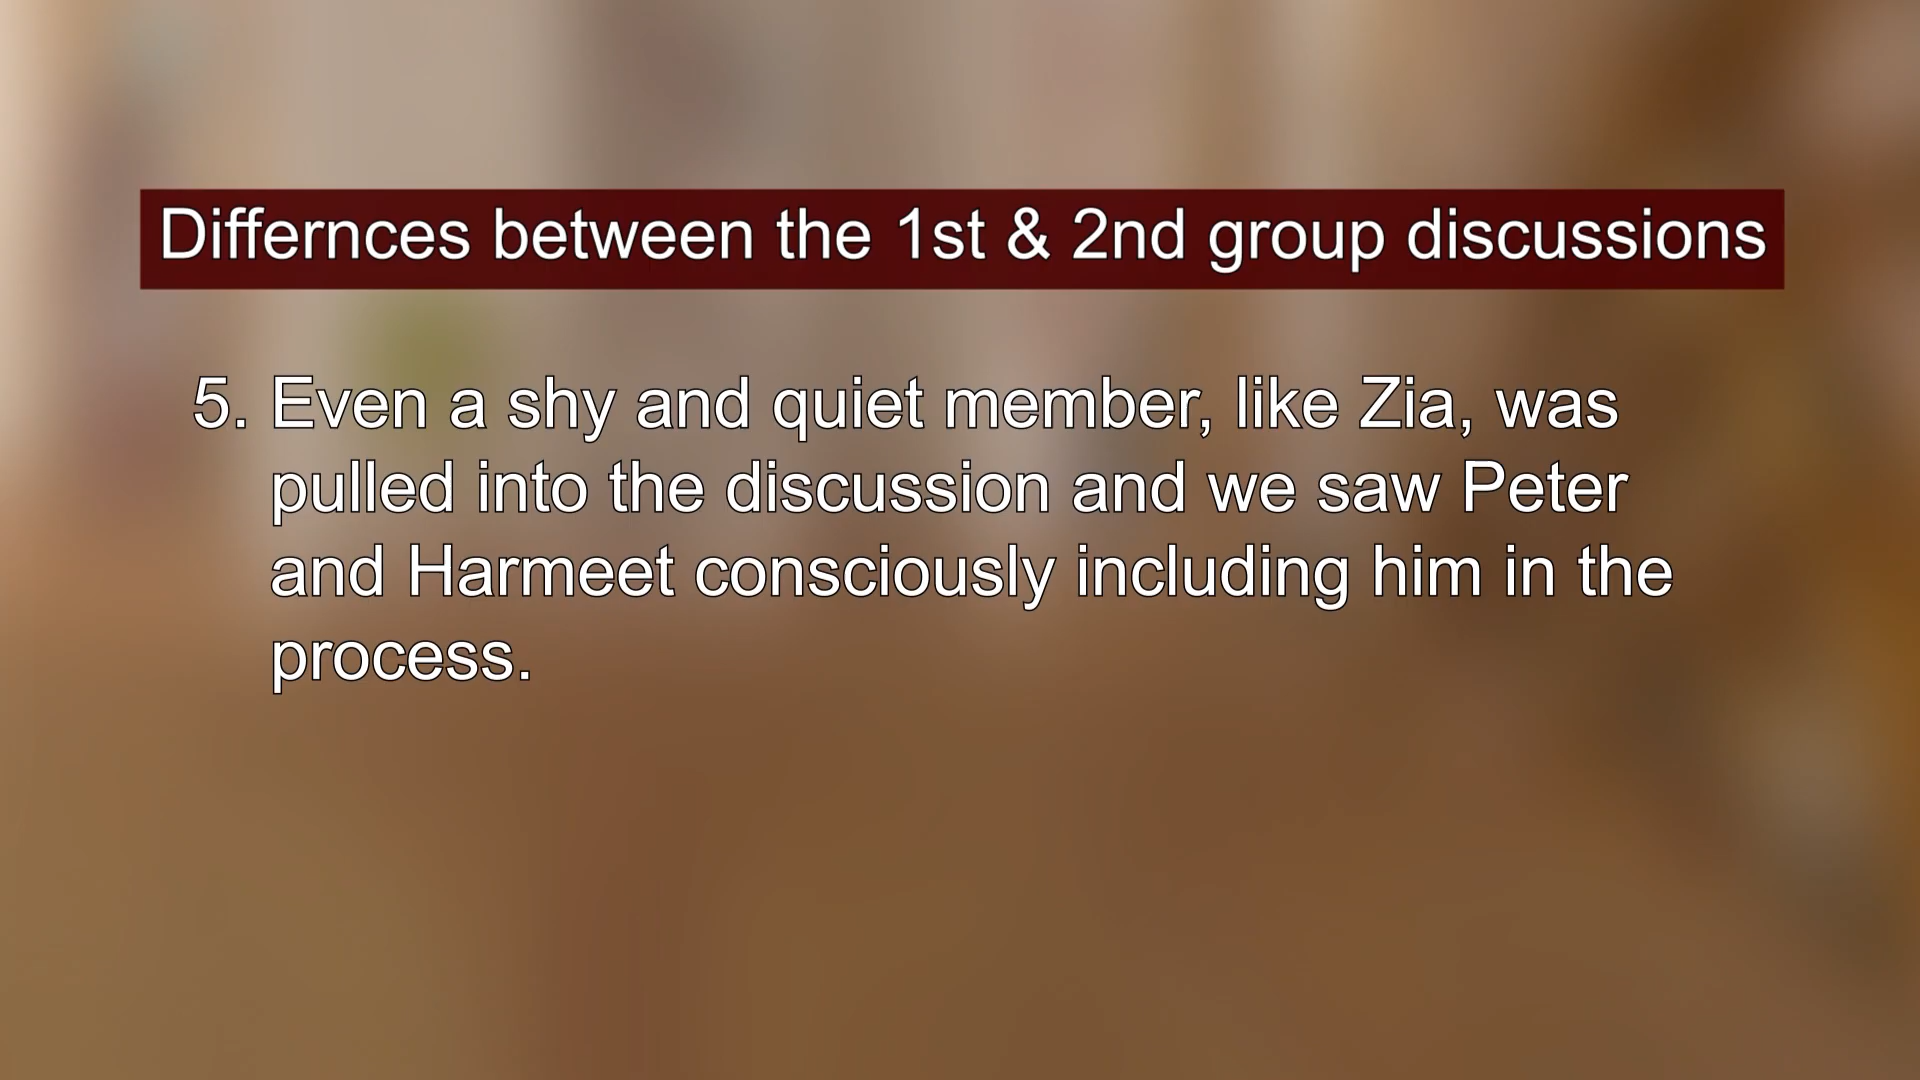 Differnces between the 1st & 2nd group discussions
5. Even a shy and quiet member, like Zia, was
pulled into the discussion and we saw Peter
and Harmeet consciously including him in the
process.